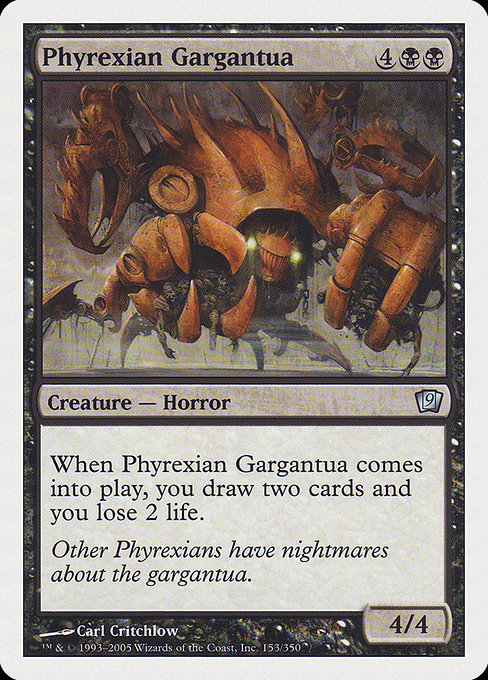 Phyrexian Gargantua 4
Creature — Horror 9
When Phyrexian Gargantua comes
into play, you draw two cards and
you lose 2 life.
Other Phyrexians have nightmares
about the gargantua.
Carl Critchlow
4/4
™ & © 1993–2005 Wizards of the Coast, Inc. 153/350